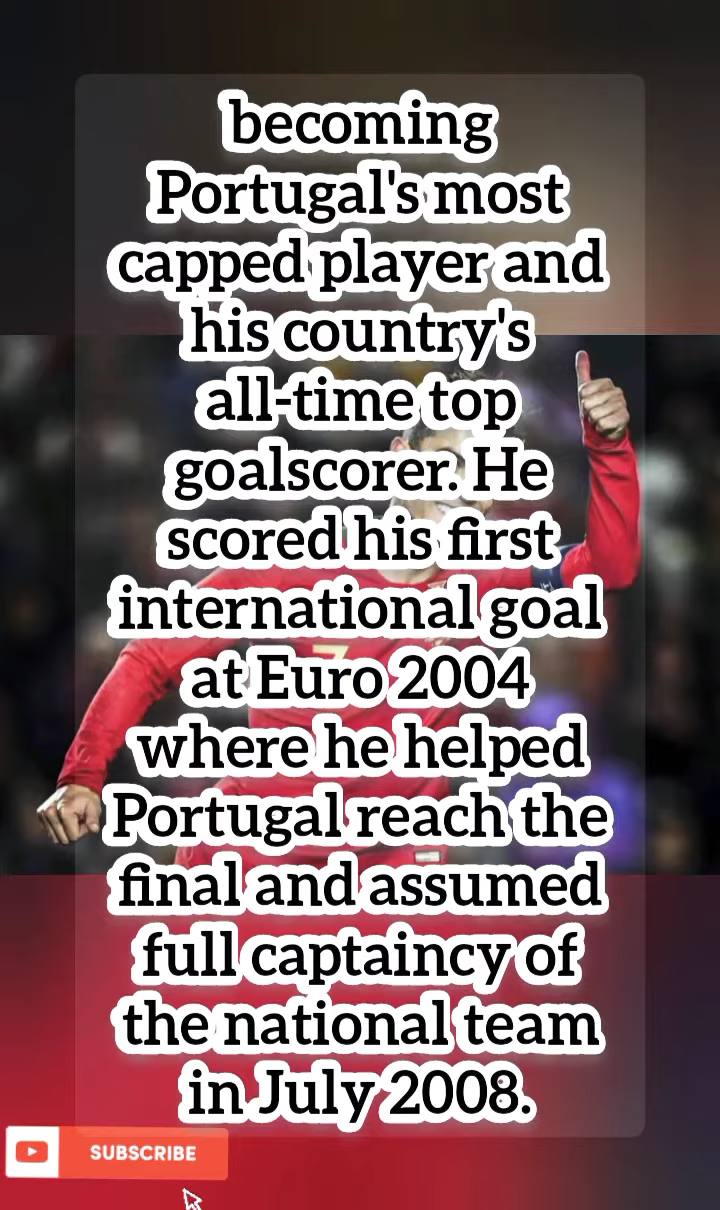 becoming
Portugal's most
capped player and
his country's
all-time top
goalscorer. He
scored his first
international goal
at Euro 2004
where he helped
Portugal reach the
final and assumed
full captaincy of
the national team
in July 2008.
SUBSCRIBE